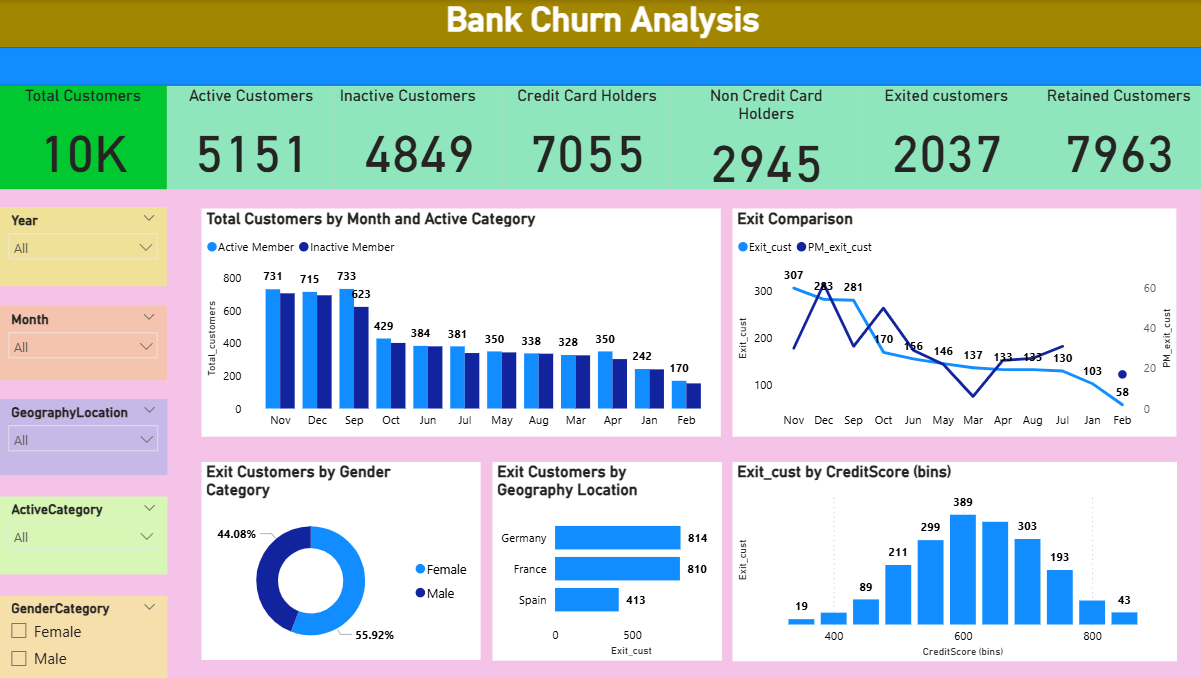 Bank Churn Analysis
Total Customers
10K
Active Customers
5151
Inactive Customers
4849
Credit Card Holders
7055
Non Credit Card
Holders
2945
Exited customers
2037
Retained Customers
7963
Year
All
Month
All
GeographyLocation
All
ActiveCategory
All
GenderCategory
Female
Male
Total Customers by Month and Active Category
Active Member Inactive Member
Total_customers
800
600
400
200
0
731
715
733
623
429
384
381
350
338
328
350
242
170
Nov Dec Sep Oct Jun Jul May Aug Mar Apr Jan Feb
Exit Comparison
Exit_cust PM_exit_cust
Exit_cust
300
200
100
307
283
281
170
156
146
137
133
133
130
103
58
60
40
20
0
PM_exit_cust
Nov Dec Sep Oct Jun May Mar Apr Aug Jul Jan Feb
Exit Customers by Gender
Category
44.08%
55.92%
Female
Male
Exit Customers by
Geography Location
Germany 814
France 810
Spain 413
0 500
Exit_cust
Exit_cust by CreditScore (bins)
Exit_cust
19
89
211
299
389
303
193
43
400 600 800
CreditScore (bins)